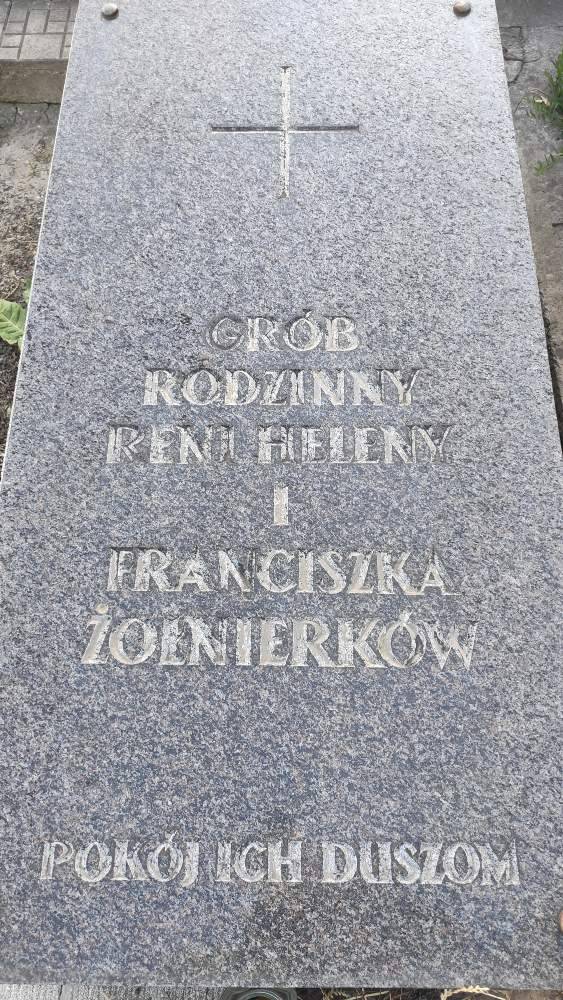 GRÓB
RODZINNY
RENI HELENY
I
FRANCISZKA
ŻOŁNIERKÓW
POKÓJ ICH DUSZOM